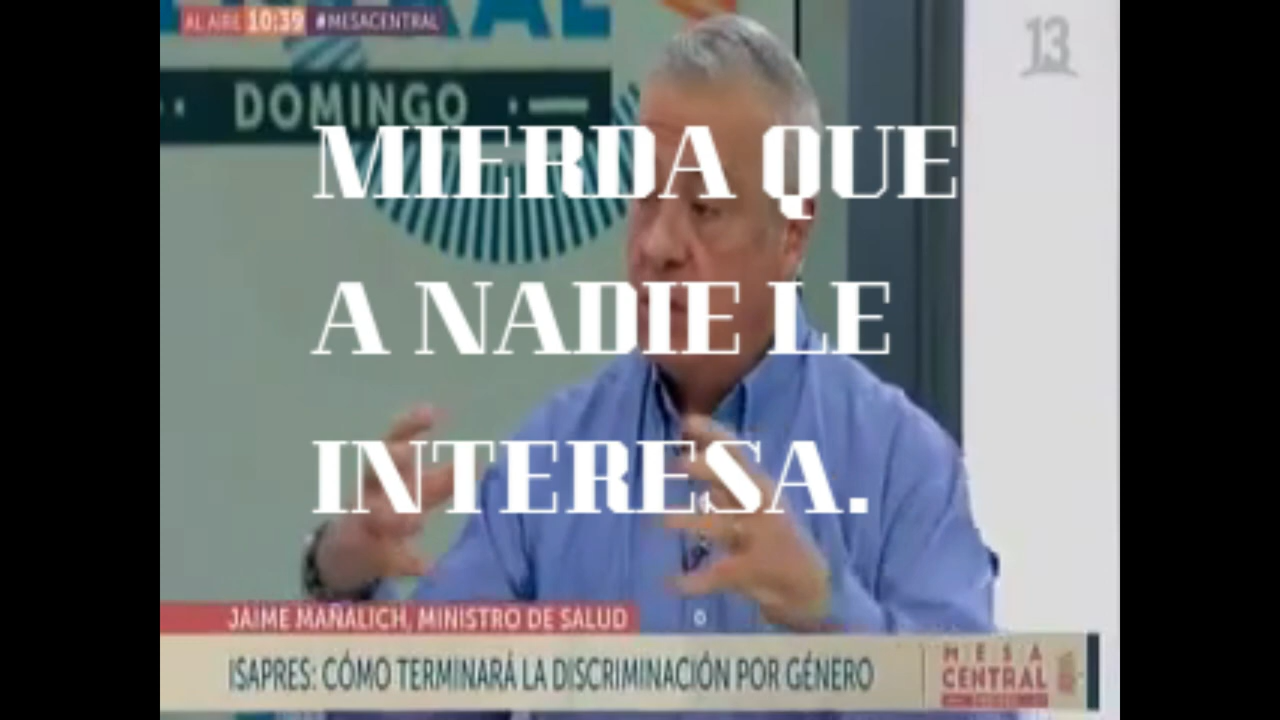 AL AIRE 10:39 #MESACENTRAL
13
DOMINGO
MIERDA QUE
A NADIE LE
INTERESA.
JAIME MAÑALICH, MINISTRO DE SALUD
ISAPRES: CÓMO TERMINARÁ LA DISCRIMINACIÓN POR GÉNERO
MESA
CENTRAL